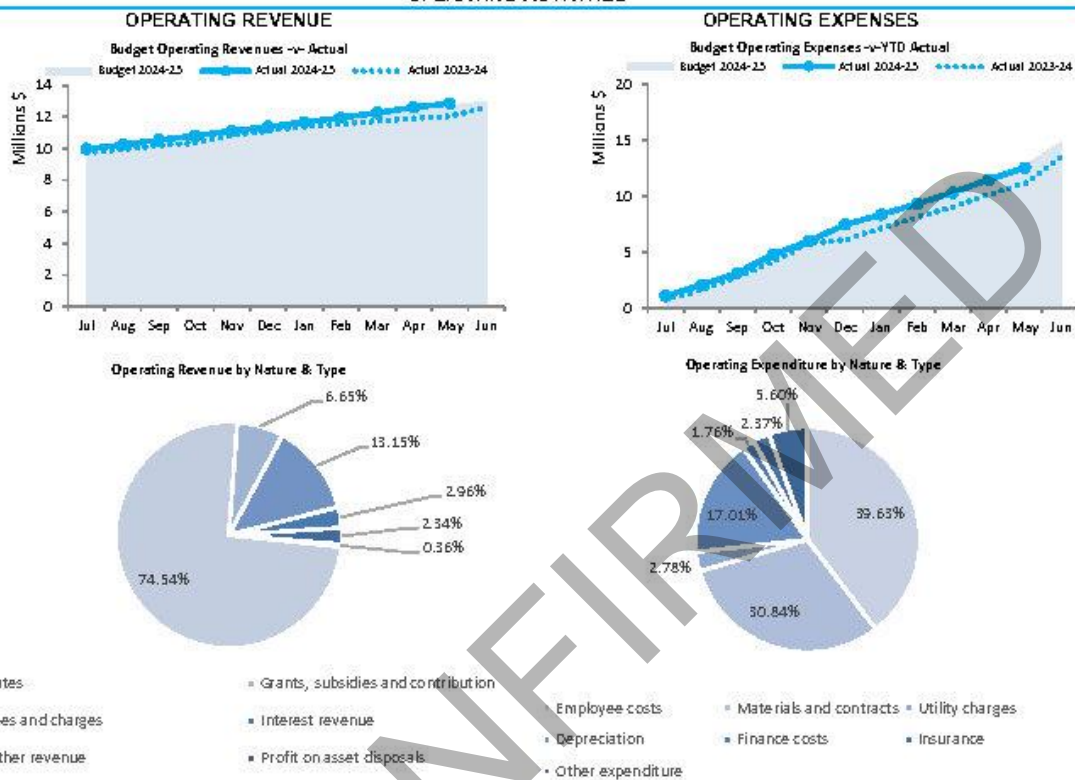 OPERATING REVENUE
Budget Operating Revenues -v- Actual
Budget 2024-25 Actual 2024-25 Actual 2023-24
Millions $
14
12
10
8
6
4
2
0
Jul Aug Sep Oct Nov Dec Jan Feb Mar Apr May Jun
OPERATING EXPENSES
Budget Operating Expenses -v-YTD Actual
Budget 2024-25 Actual 2024-25 Actual 2023-24
Millions $
20
15
10
5
0
Jul Aug Sep Oct Nov Dec Jan Feb Mar Apr May Jun
Operating Revenue by Nature & Type
6.65%
13.15%
2.96%
2.34%
0.36%
74.54%
Grants, subsidies and contribution
and charges
Interest revenue
revenue
Profit on asset disposals
Operating Expenditure by Nature & Type
5.60%
1.76% 2.37%
17.01%
39.63%
2.78%
30.84%
Employee costs Materials and contracts Utility charges
Depreciation Finance costs Insurance
Other expenditure
NFIRMED